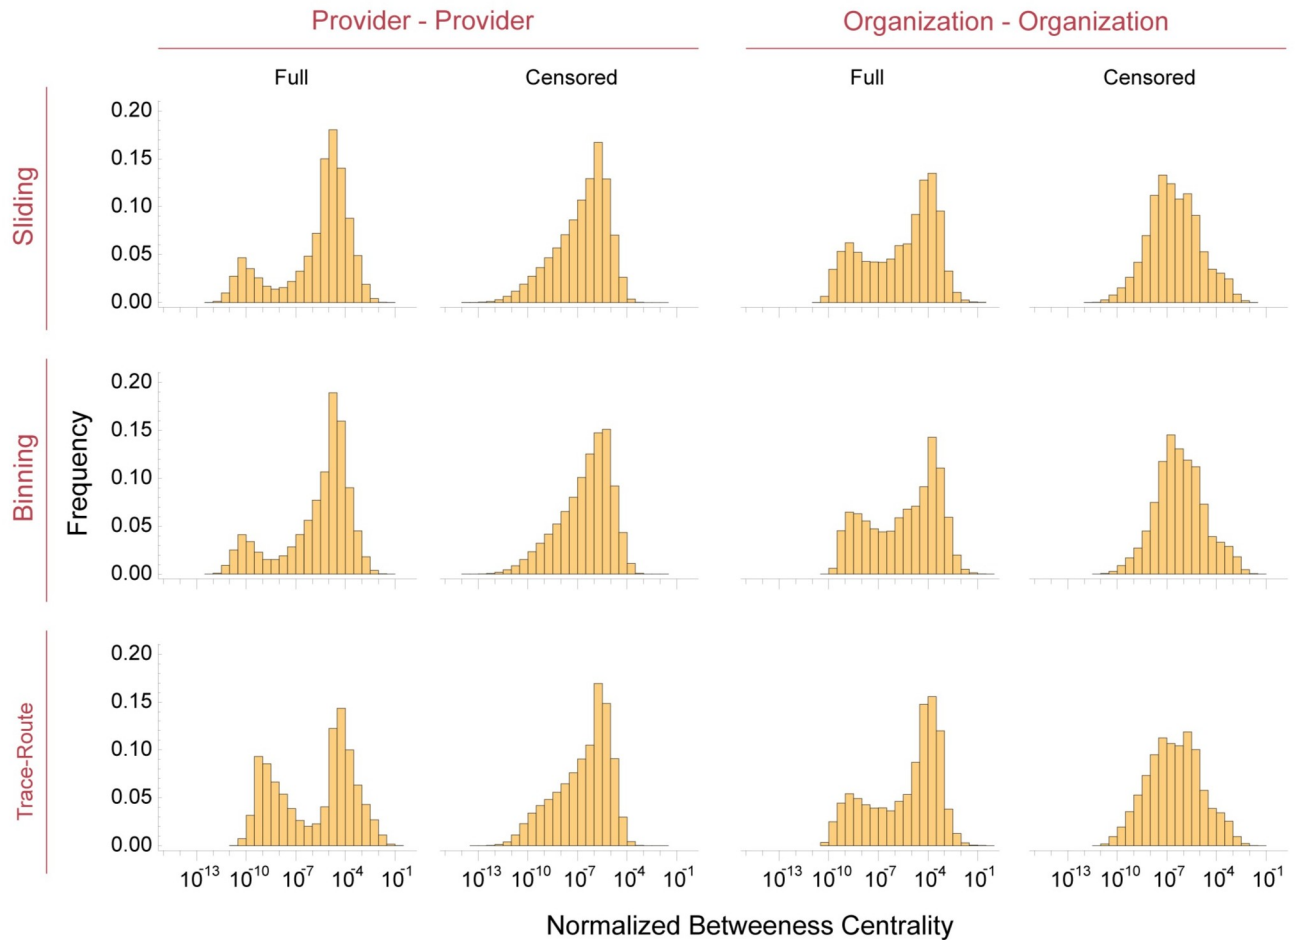 Provider - Provider
Organization - Organization
Full
Censored
Full
Censored
Sliding
0.20
0.15
0.10
0.05
0.00
Binning
Frequency
0.20
0.15
0.10
0.05
0.00
Trace-Route
0.20
0.15
0.10
0.05
0.00
10⁻¹³ 10⁻¹⁰ 10⁻⁷ 10⁻⁴ 10⁻¹ 10⁻¹³ 10⁻¹⁰ 10⁻⁷ 10⁻⁴ 10⁻¹ 10⁻¹³ 10⁻¹⁰ 10⁻⁷ 10⁻⁴ 10⁻¹ 10⁻¹³ 10⁻¹⁰ 10⁻⁷ 10⁻⁴ 10⁻¹
Normalized Betweeness Centrality